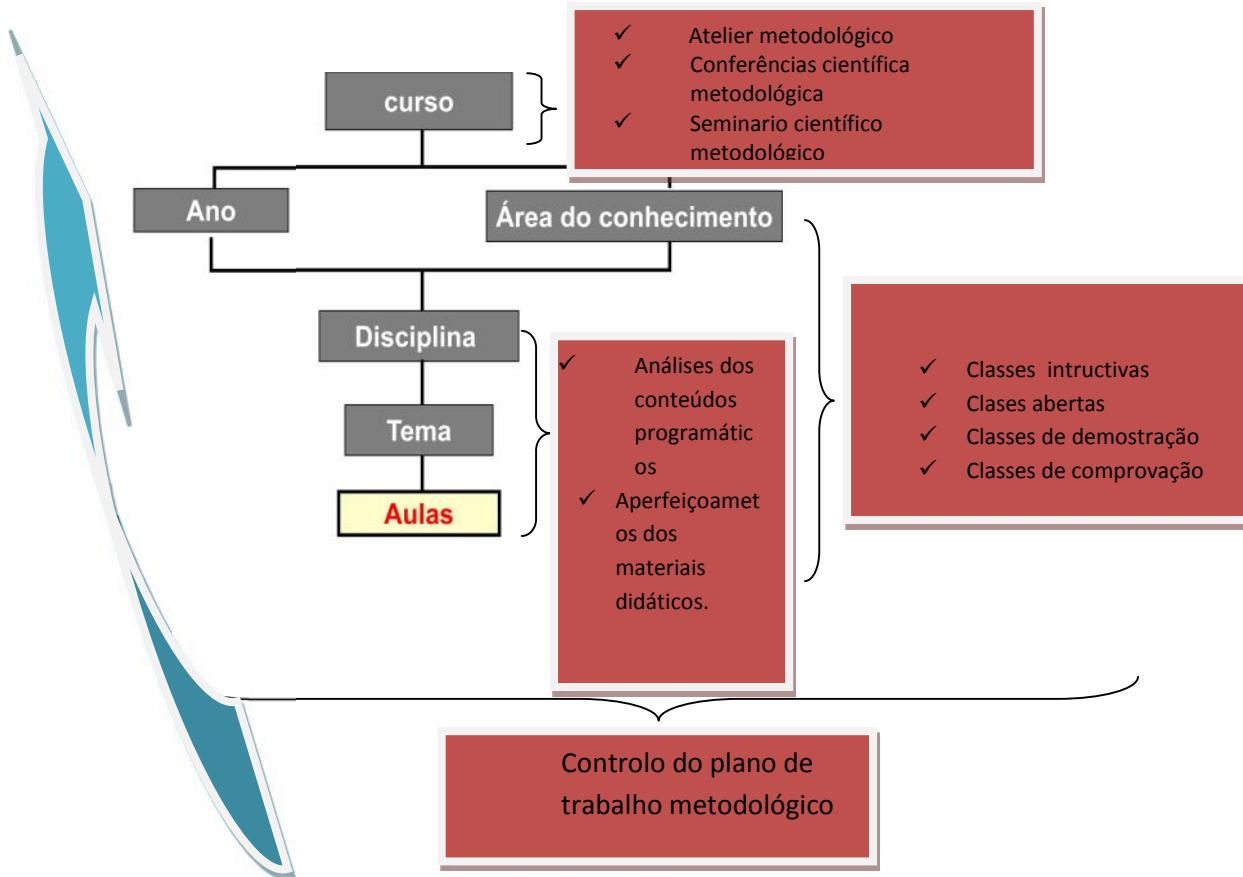 ✓ Atelier metodológico
✓ Conferências científica
metodológica
✓ Seminario científico
metodológico
curso
Ano
Área do conhecimento
Disciplina
Tema
Aulas
✓ Análises dos
conteúdos
programátic
os
✓ Aperfeiçoamet
os dos
materiais
didáticos.
✓ Classes intructivas
✓ Clases abertas
✓ Classes de demostração
✓ Classes de comprovação
Controlo do plano de
trabalho metodológico